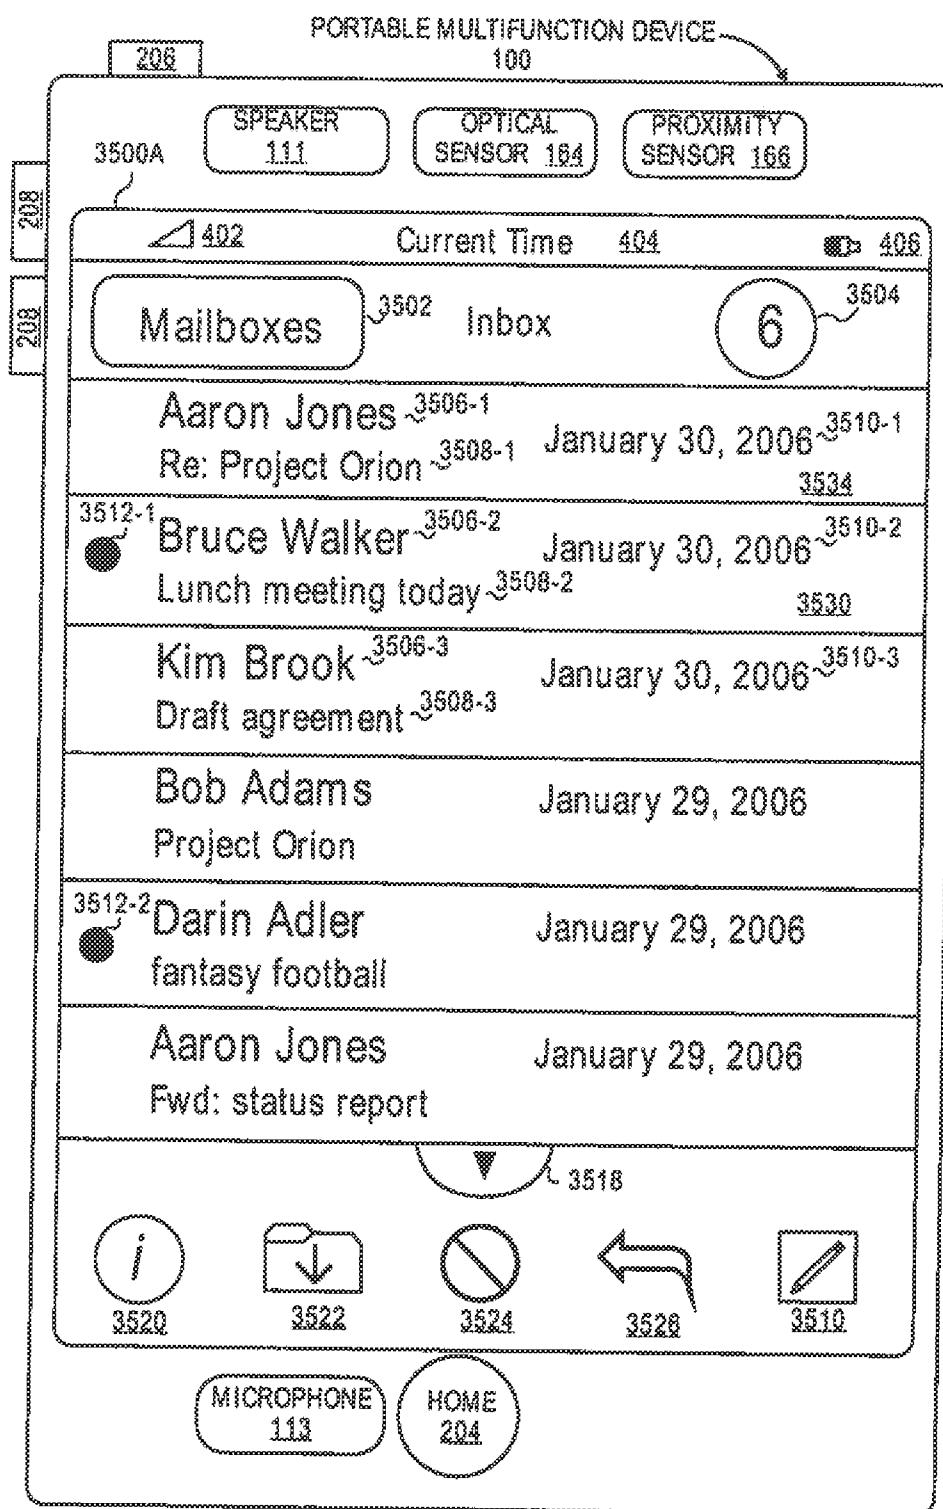 PORTABLE MULTIFUNCTION DEVICE
100
206
SPEAKER
111
OPTICAL
SENSOR 164
PROXIMITY
SENSOR 166
3500A
208
208
402
Current Time 404
406
Mailboxes
3502
Inbox
6
3504
Aaron Jones 3506-1
January 30, 2006 3510-1
Re: Project Orion 3508-1
3534
3512-1
Bruce Walker 3506-2
January 30, 2006 3510-2
Lunch meeting today 3508-2
3530
Kim Brook 3506-3
January 30, 2006 3510-3
Draft agreement 3508-3
Bob Adams
January 29, 2006
Project Orion
3512-2
Darin Adler
January 29, 2006
fantasy football
Aaron Jones
January 29, 2006
Fwd: status report
3518
i
3520
3522
3524
3526
3510
MICROPHONE
113
HOME
204